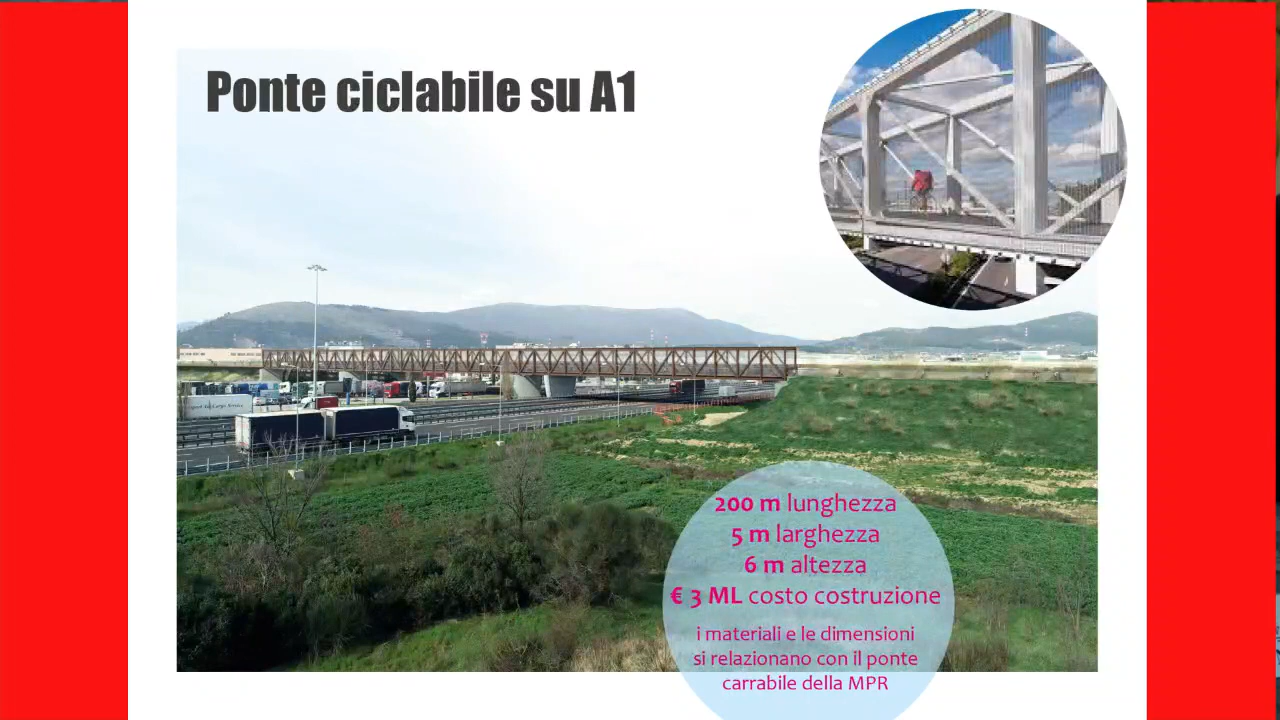 Ponte ciclabile su A1
200 m lunghezza
5 m larghezza
6 m altezza
€ 3 ML costo costruzione
i materiali e le dimensioni
si relazionano con il ponte
carrabile della MPR